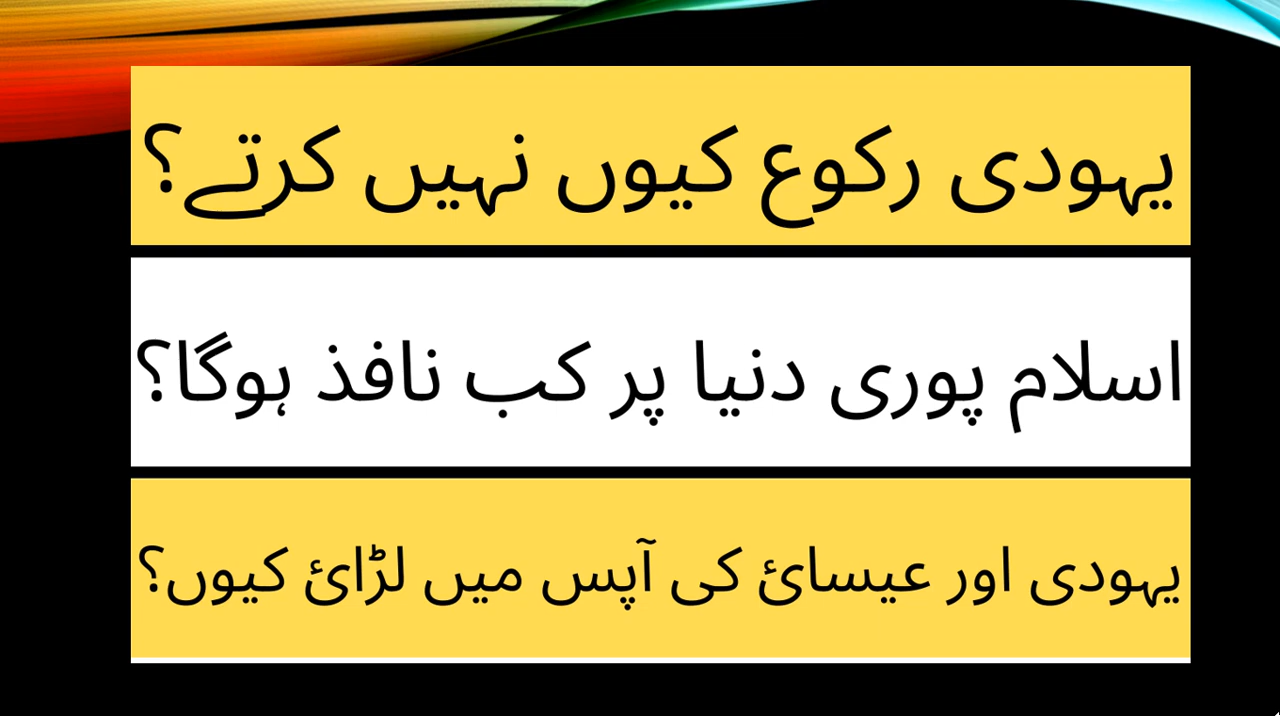 یہودی رکوع کیوں نہیں کرتے؟
اسلام پوری دنیا پر کب نافذ ہوگا؟
یہودی اور عیسائ کی آپس میں لڑائ کیوں؟